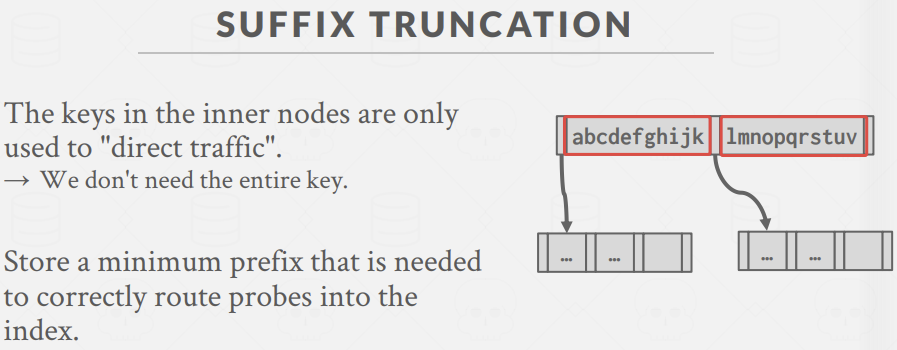 SUFFIX TRUNCATION
The keys in the inner nodes are only
used to "direct traffic".
→ We don't need the entire key.
Store a minimum prefix that is needed
to correctly route probes into the
index.
abcdefghijk lmnopqrstuv
... ... ... ...